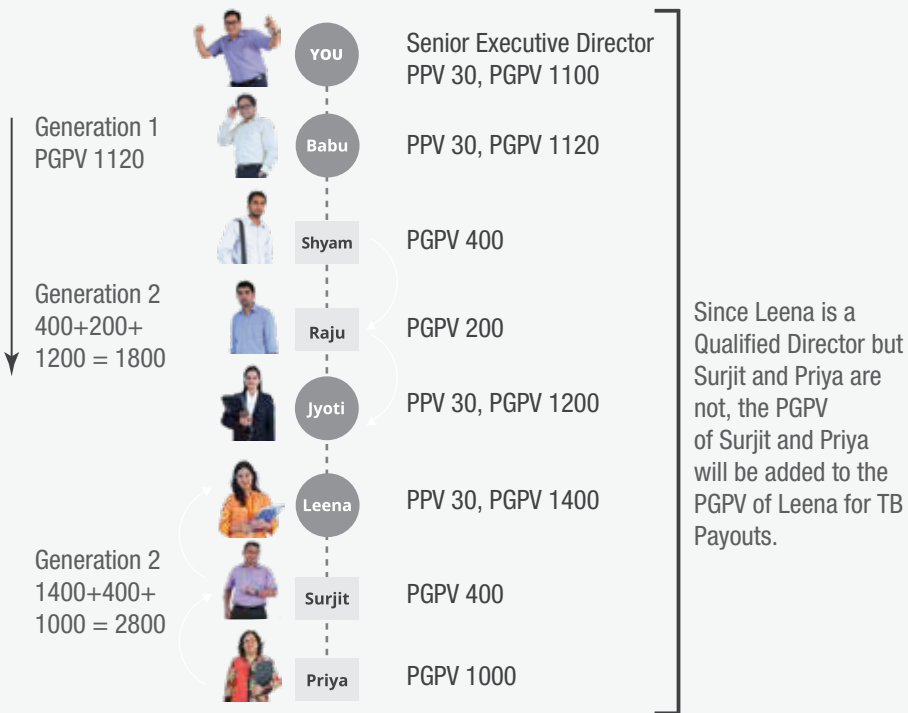 YOU
Senior Executive Director
PPV 30, PGPV 1100
Generation 1
PGPV 1120
Babu
PPV 30, PGPV 1120
Shyam
PGPV 400
Generation 2
400+200+
1200 = 1800
Raju
PGPV 200
Jyoti
PPV 30, PGPV 1200
Leena
PPV 30, PGPV 1400
Generation 2
1400+400+
1000 = 2800
Surjit
PGPV 400
Priya
PGPV 1000
Since Leena is a
Qualified Director but
Surjit and Priya are
not, the PGPV
of Surjit and Priya
will be added to the
PGPV of Leena for TB
Payouts.